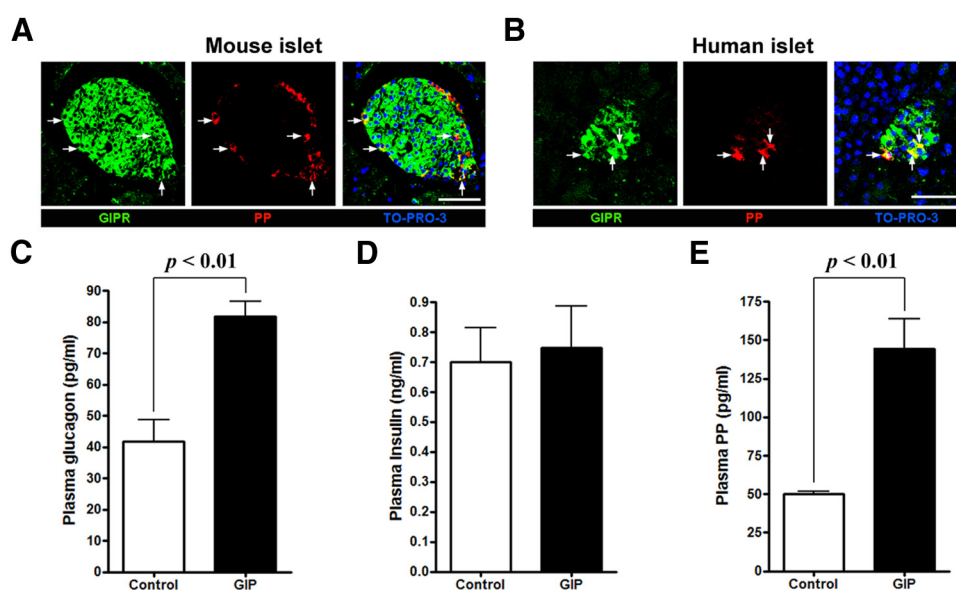 A
Mouse islet
GIPR
PP
TO-PRO-3
B
Human islet
GIPR
PP
TO-PRO-3
C
p < 0.01
Plasma glucagon (pg/ml)
90
80
70
60
50
40
30
20
10
0
Control
GIP
D
Plasma Insulin (ng/ml)
0.9
0.8
0.7
0.6
0.5
0.4
0.3
0.2
0.1
0.0
Control
GIP
E
p < 0.01
Plasma PP (pg/ml)
175
150
125
100
75
50
25
0
Control
GIP